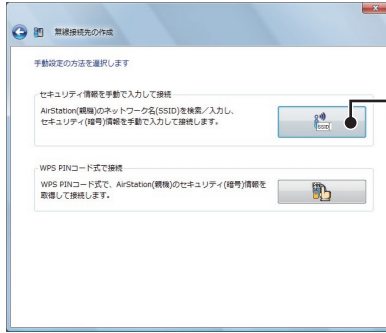 無線接続先の作成
手動設定の方法を選択します
セキュリティ情報を手動で入力して接続
AirStation(親機)のネットワーク名(SSID)を検索/入力し、
セキュリティ(暗号)情報を手動で入力して接続します。
SSID
WPS PINコード式で接続
WPS PINコード式で、AirStation(親機)のセキュリティ(暗号)情報を
取得して接続します。